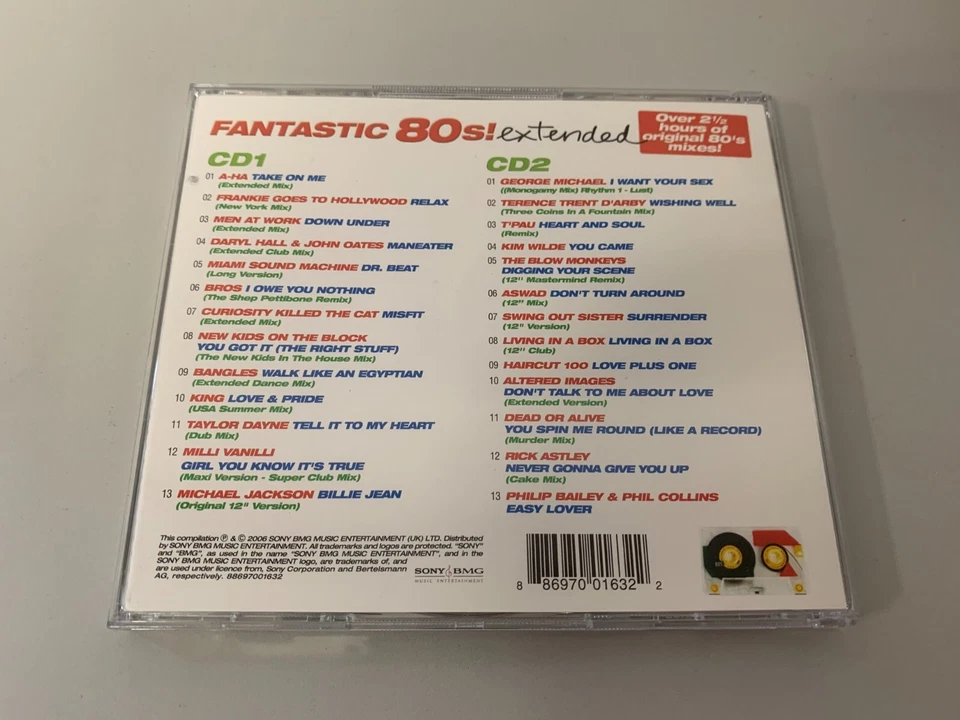 FANTASTIC 80s! extended
Over 2 1/2
hours of
original 80's
mixes!
CD1
01 A-HA TAKE ON ME
(Extended Mix)
02 FRANKIE GOES TO HOLLYWOOD RELAX
(New York Mix)
03 MEN AT WORK DOWN UNDER
(Extended Mix)
04 DARYL HALL & JOHN OATES MANEATER
(Extended Club Mix)
05 MIAMI SOUND MACHINE DR. BEAT
(Long Version)
06 BROS I OWE YOU NOTHING
(The Shep Pettibone Remix)
07 CURIOSITY KILLED THE CAT MISFIT
(Extended Mix)
08 NEW KIDS ON THE BLOCK
YOU GOT IT (THE RIGHT STUFF)
(The New Kids In The House Mix)
09 BANGLES WALK LIKE AN EGYPTIAN
(Extended Dance Mix)
10 KING LOVE & PRIDE
(USA Summer Mix)
11 TAYLOR DAYNE TELL IT TO MY HEART
(Dub Mix)
12 MILLI VANILLI
GIRL YOU KNOW IT'S TRUE
(Maxi Version - Super Club Mix)
13 MICHAEL JACKSON BILLIE JEAN
(Original 12" Version)
CD2
01 GEORGE MICHAEL I WANT YOUR SEX
((Monogamy Mix) Rhythm 1 - Lust)
02 TERENCE TRENT D'ARBY WISHING WELL
(Three Coins In A Fountain Mix)
03 T'PAU HEART AND SOUL
(Remix)
04 KIM WILDE YOU CAME
05 THE BLOW MONKEYS
DIGGING YOUR SCENE
(12" Mastermind Remix)
06 ASWAD DON'T TURN AROUND
(12" Mix)
07 SWING OUT SISTER SURRENDER
(12" Version)
08 LIVING IN A BOX LIVING IN A BOX
(12" Club)
09 HAIRCUT 100 LOVE PLUS ONE
10 ALTERED IMAGES
DON'T TALK TO ME ABOUT LOVE
(Extended Version)
11 DEAD OR ALIVE
YOU SPIN ME ROUND (LIKE A RECORD)
(Murder Mix)
12 RICK ASTLEY
NEVER GONNA GIVE YOU UP
(Cake Mix)
13 PHILIP BAILEY & PHIL COLLINS
EASY LOVER
This compilation ℗ & © 2006 SONY BMG MUSIC ENTERTAINMENT (UK) LTD. Distributed
by SONY BMG MUSIC ENTERTAINMENT. All trademarks and logos are protected. "SONY"
and "BMG", as used in the name "SONY BMG MUSIC ENTERTAINMENT", and in the
SONY BMG MUSIC ENTERTAINMENT logo, are trademarks of, and
are used under licence from, Sony Corporation and Bertelsmann
AG, respectively. 88697001632
SONY BMG
MUSIC ENTERTAINMENT
8 86970 01632 2